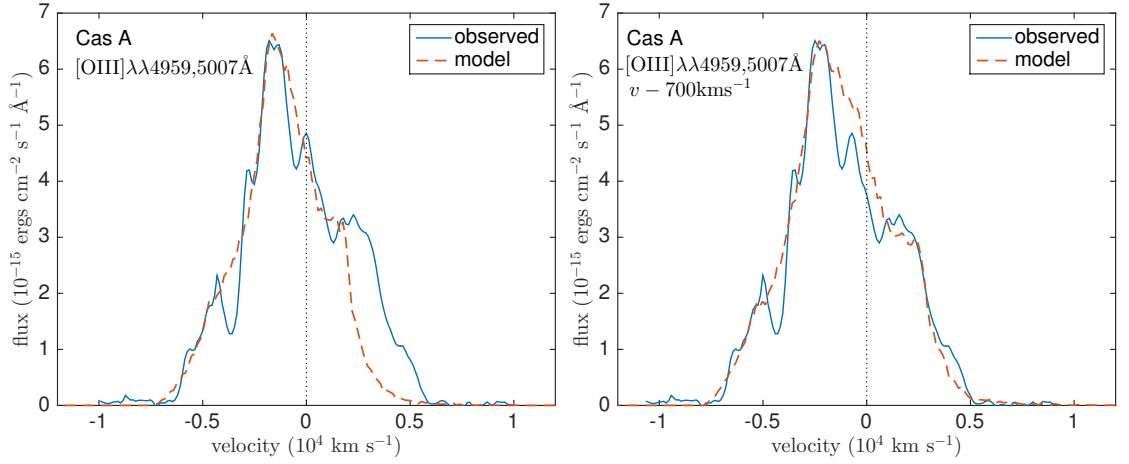 Cas A
[OIII]λλ4959,5007Å
observed
model
flux (10⁻¹⁵ ergs cm⁻² s⁻¹ Å⁻¹)
7
6
5
4
3
2
1
0
-1 -0.5 0 0.5 1
velocity (10⁴ km s⁻¹)
Cas A
[OIII]λλ4959,5007Å
v − 700kms⁻¹
observed
model
flux (10⁻¹⁵ ergs cm⁻² s⁻¹ Å⁻¹)
7
6
5
4
3
2
1
0
-1 -0.5 0 0.5 1
velocity (10⁴ km s⁻¹)